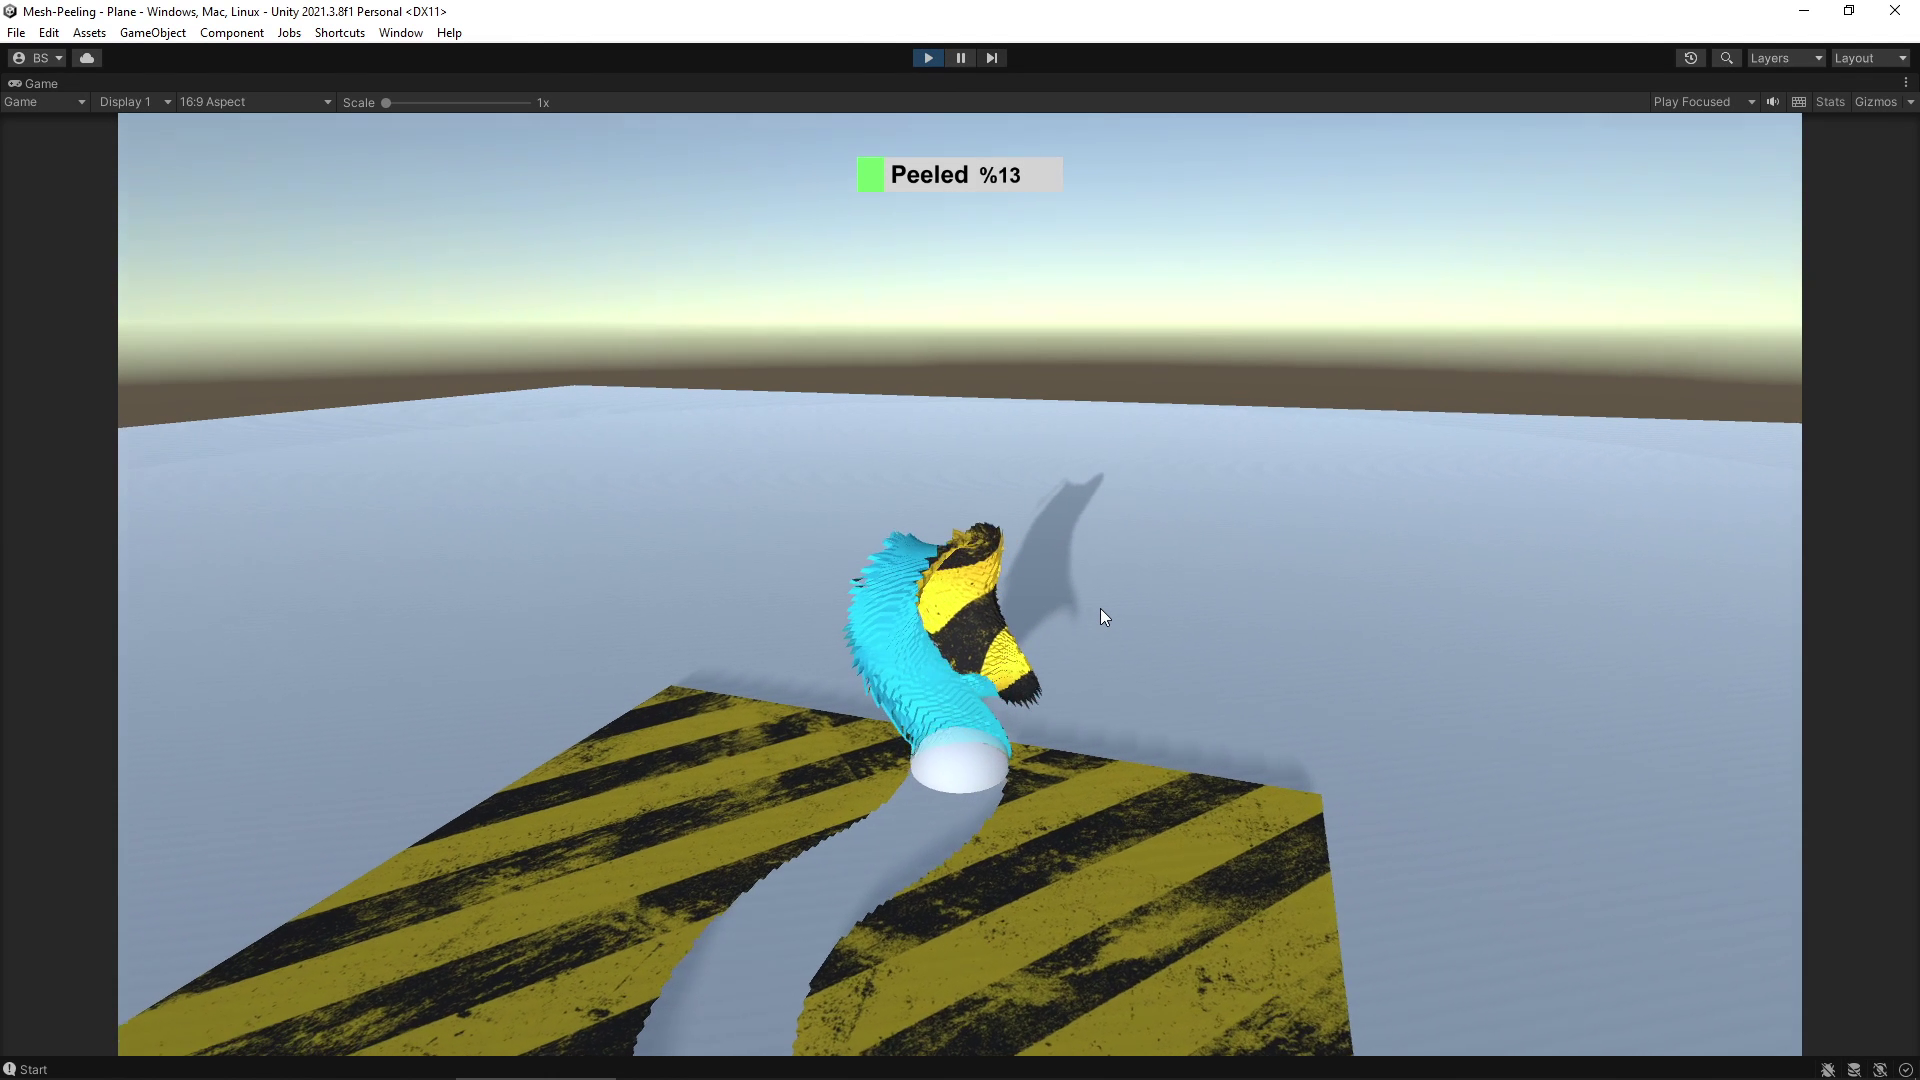 Mesh-Peeling - Plane - Windows, Mac, Linux - Unity 2021.3.8f1 Personal <DX11>
File Edit Assets GameObject Component Jobs Shortcuts Window Help
BS Layers Layout
Game
Game Display 1 16:9 Aspect Scale 1x Play Focused Stats Gizmos
Peeled %13
Start